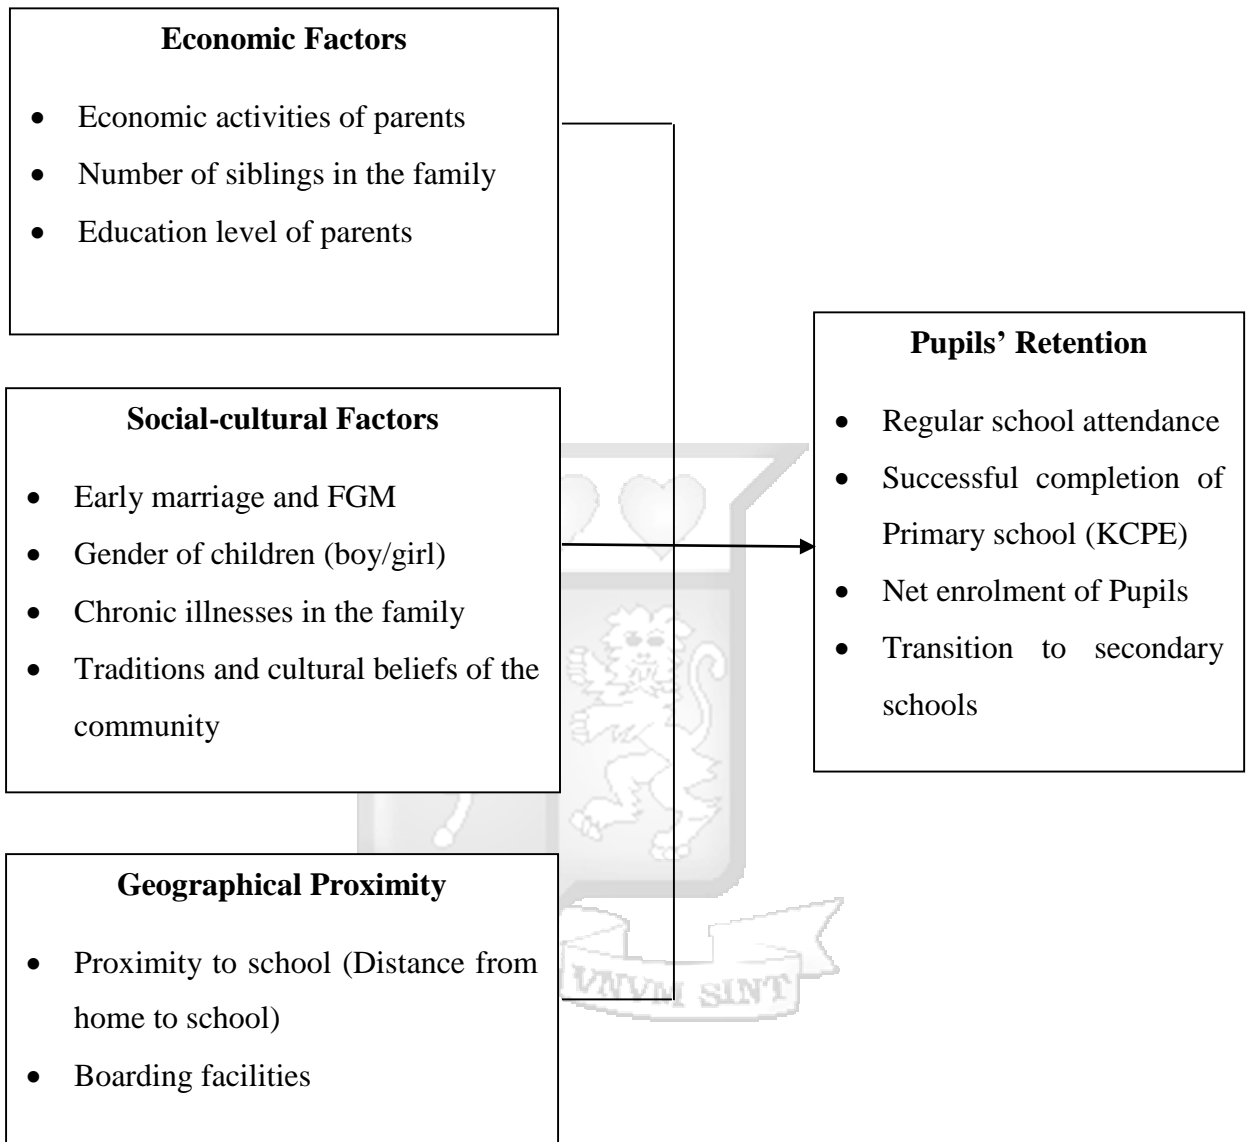 Economic Factors
• Economic activities of parents
• Number of siblings in the family
• Education level of parents
Social-cultural Factors
• Early marriage and FGM
• Gender of children (boy/girl)
• Chronic illnesses in the family
• Traditions and cultural beliefs of the
community
Geographical Proximity
• Proximity to school (Distance from
home to school)
• Boarding facilities
Pupils’ Retention
• Regular school attendance
• Successful completion of
Primary school (KCPE)
• Net enrolment of Pupils
• Transition to secondary
schools
VNVM SINT